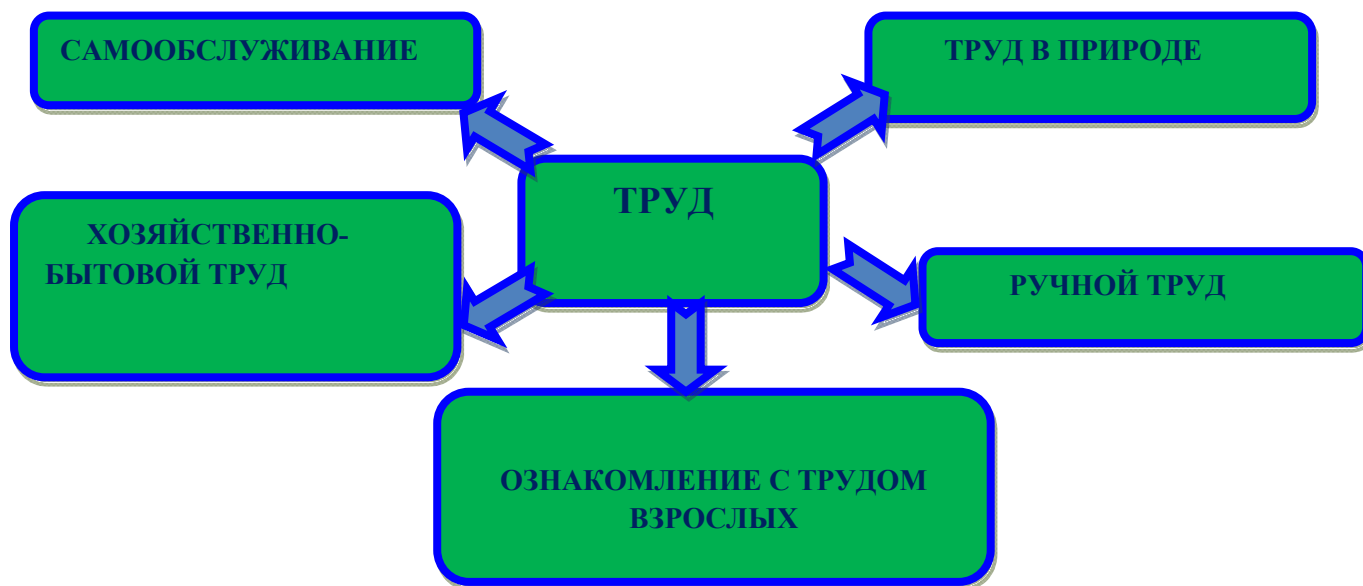 САМООБСЛУЖИВАНИЕ
ТРУД В ПРИРОДЕ
ТРУД
ХОЗЯЙСТВЕННО-
БЫТОВОЙ ТРУД
РУЧНОЙ ТРУД
ОЗНАКОМЛЕНИЕ С ТРУДОМ
ВЗРОСЛЫХ